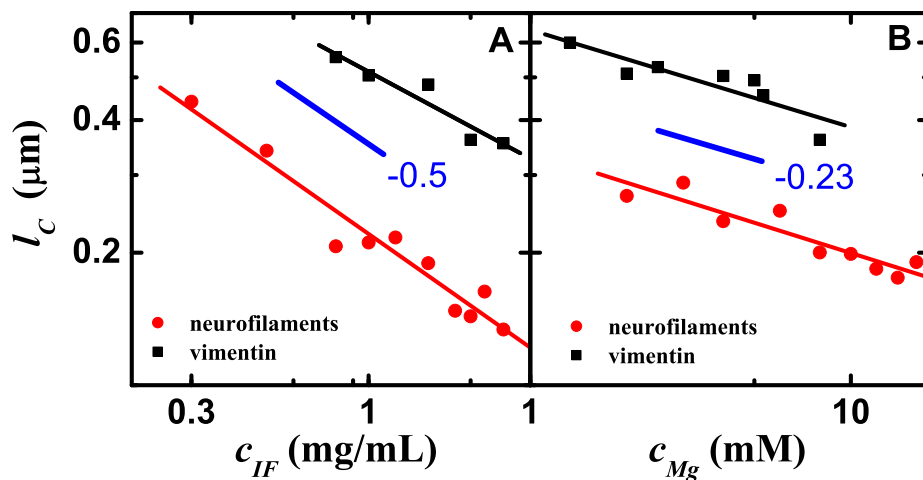 A
B
0.6
0.4
0.2
l_C (μm)
-0.5
-0.23
neurofilaments
vimentin
neurofilaments
vimentin
0.3
1
1
10
c_IF (mg/mL)
c_Mg (mM)